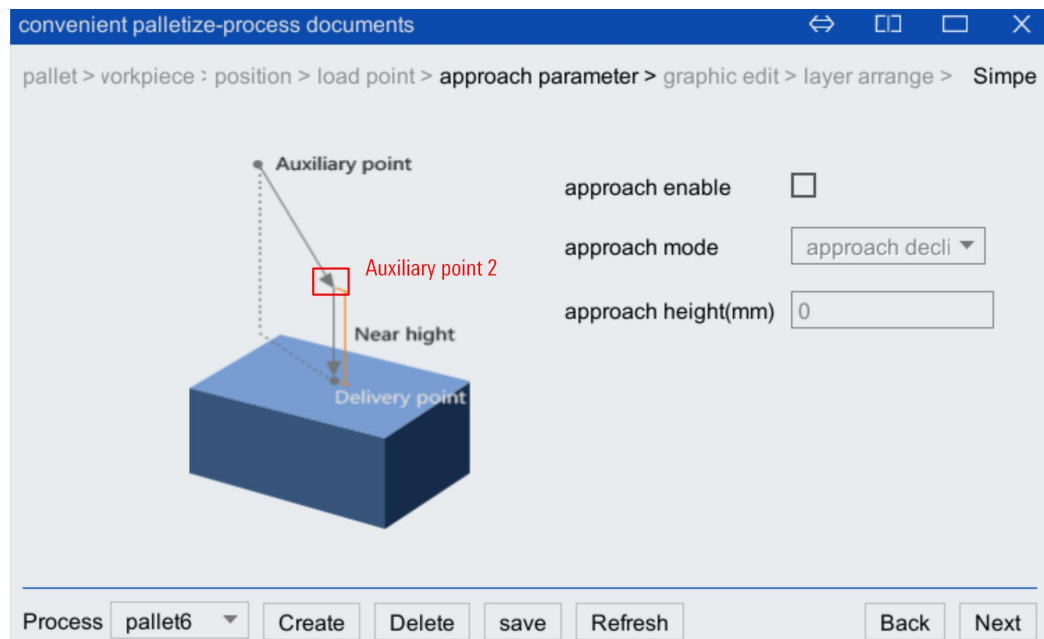 convenient palletize-process documents
pallet > vorkpiece : position > load point > approach parameter > graphic edit > layer arrange > Simpe
Auxiliary point
approach enable
approach mode
approach decli
Auxiliary point 2
approach height(mm)
0
Near hight
Delivery point
Process
pallet6
Create
Delete
save
Refresh
Back
Next